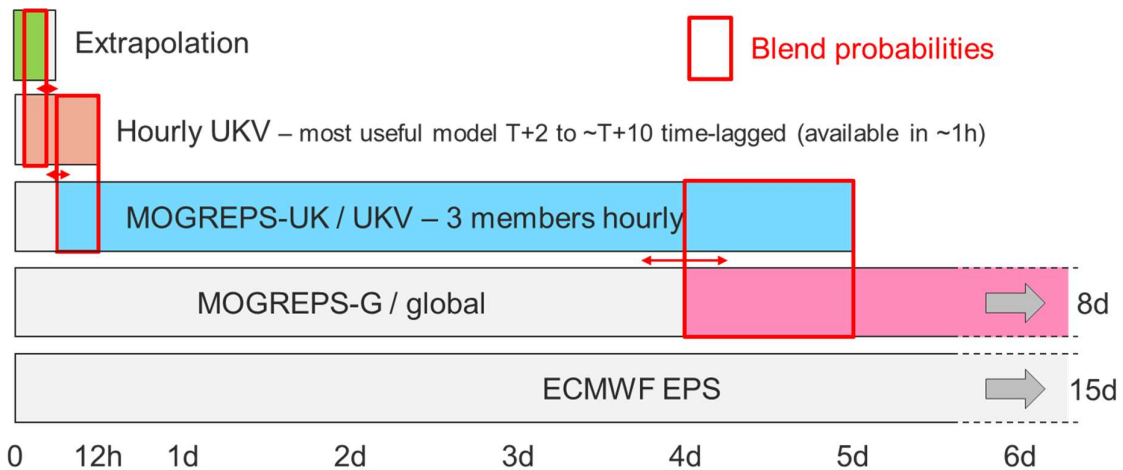 Extrapolation
Blend probabilities
Hourly UKV – most useful model T+2 to ~T+10 time-lagged (available in ~1h)
MOGREPS-UK / UKV – 3 members hourly
MOGREPS-G / global
8d
ECMWF EPS
15d
0 12h 1d 2d 3d 4d 5d 6d